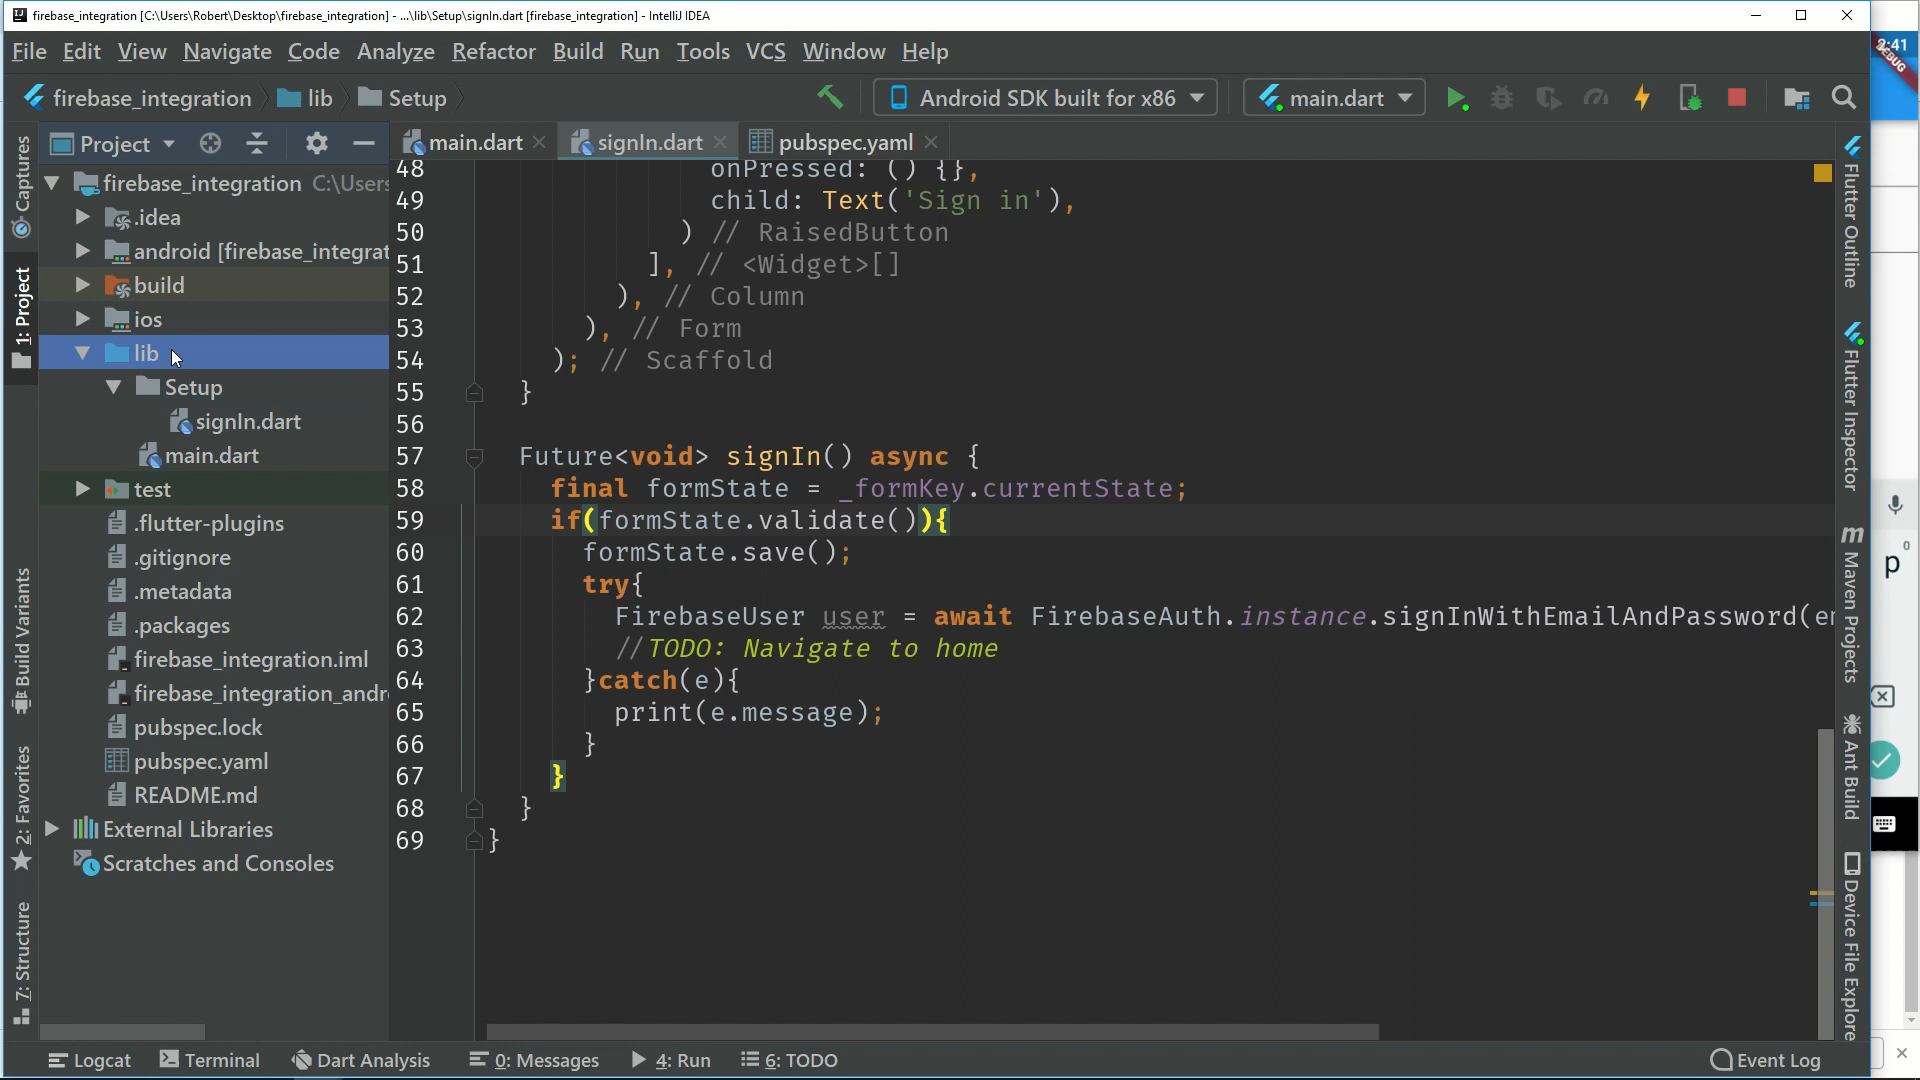 firebase_integration [C:\Users\Robert\Desktop\firebase_integration] - ...\lib\Setup\signIn.dart [firebase_integration] - IntelliJ IDEA
File Edit View Navigate Code Analyze Refactor Build Run Tools VCS Window Help
firebase_integration lib Setup
Android SDK built for x86
main.dart
Project
main.dart
signIn.dart
pubspec.yaml
Captures
1: Project
Build Variants
2: Favorites
7: Structure
firebase_integration C:\Users
.idea
android [firebase_integrat
build
ios
lib
Setup
signIn.dart
main.dart
test
.flutter-plugins
.gitignore
.metadata
.packages
firebase_integration.iml
firebase_integration_andr
pubspec.lock
pubspec.yaml
README.md
External Libraries
Scratches and Consoles
48 onPressed: () {},
49 child: Text('Sign in'),
50 ) // RaisedButton
51 ], // <Widget>[]
52 ), // Column
53 ), // Form
54 ); // Scaffold
55 }
56
57 Future<void> signIn() async {
58 final formState = _formKey.currentState;
59 if(formState.validate()){
60 formState.save();
61 try{
62 FirebaseUser user = await FirebaseAuth.instance.signInWithEmailAndPassword(em
63 //TODO: Navigate to home
64 }catch(e){
65 print(e.message);
66 }
67 }
68 }
69 }
Flutter Outline
Flutter Inspector
Maven Projects
Ant Build
Device File Explorer
:41
DEBUG
p 0
Logcat Terminal Dart Analysis 0: Messages 4: Run 6: TODO Event Log